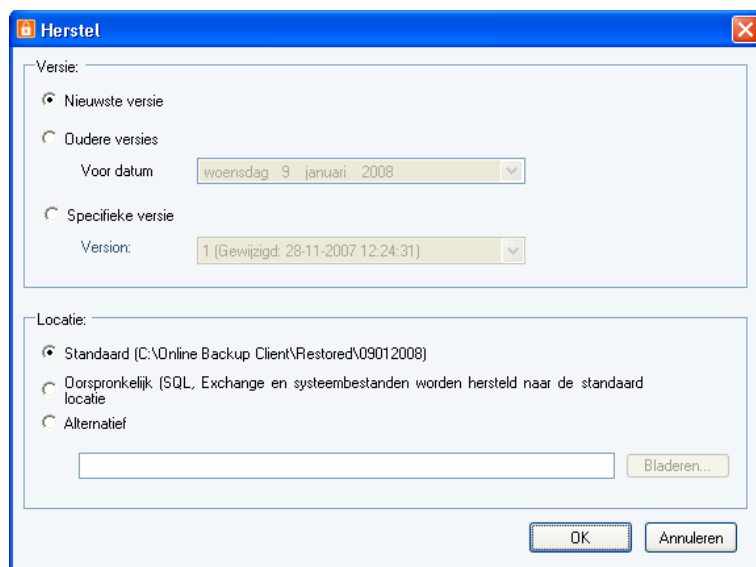 Herstel
Versie:
Nieuwste versie
Oudere versies
Voor datum
woensdag 9 januari 2008
Specifieke versie
Version:
1 (Gewijzigd: 28-11-2007 12:24:31)
Locatie:
Standaard (C:\Online Backup Client\Restored\09012008)
Oorspronkelijk (SQL, Exchange en systeembestanden worden hersteld naar de standaard
locatie
Alternatief
Bladeren...
OK
Annuleren